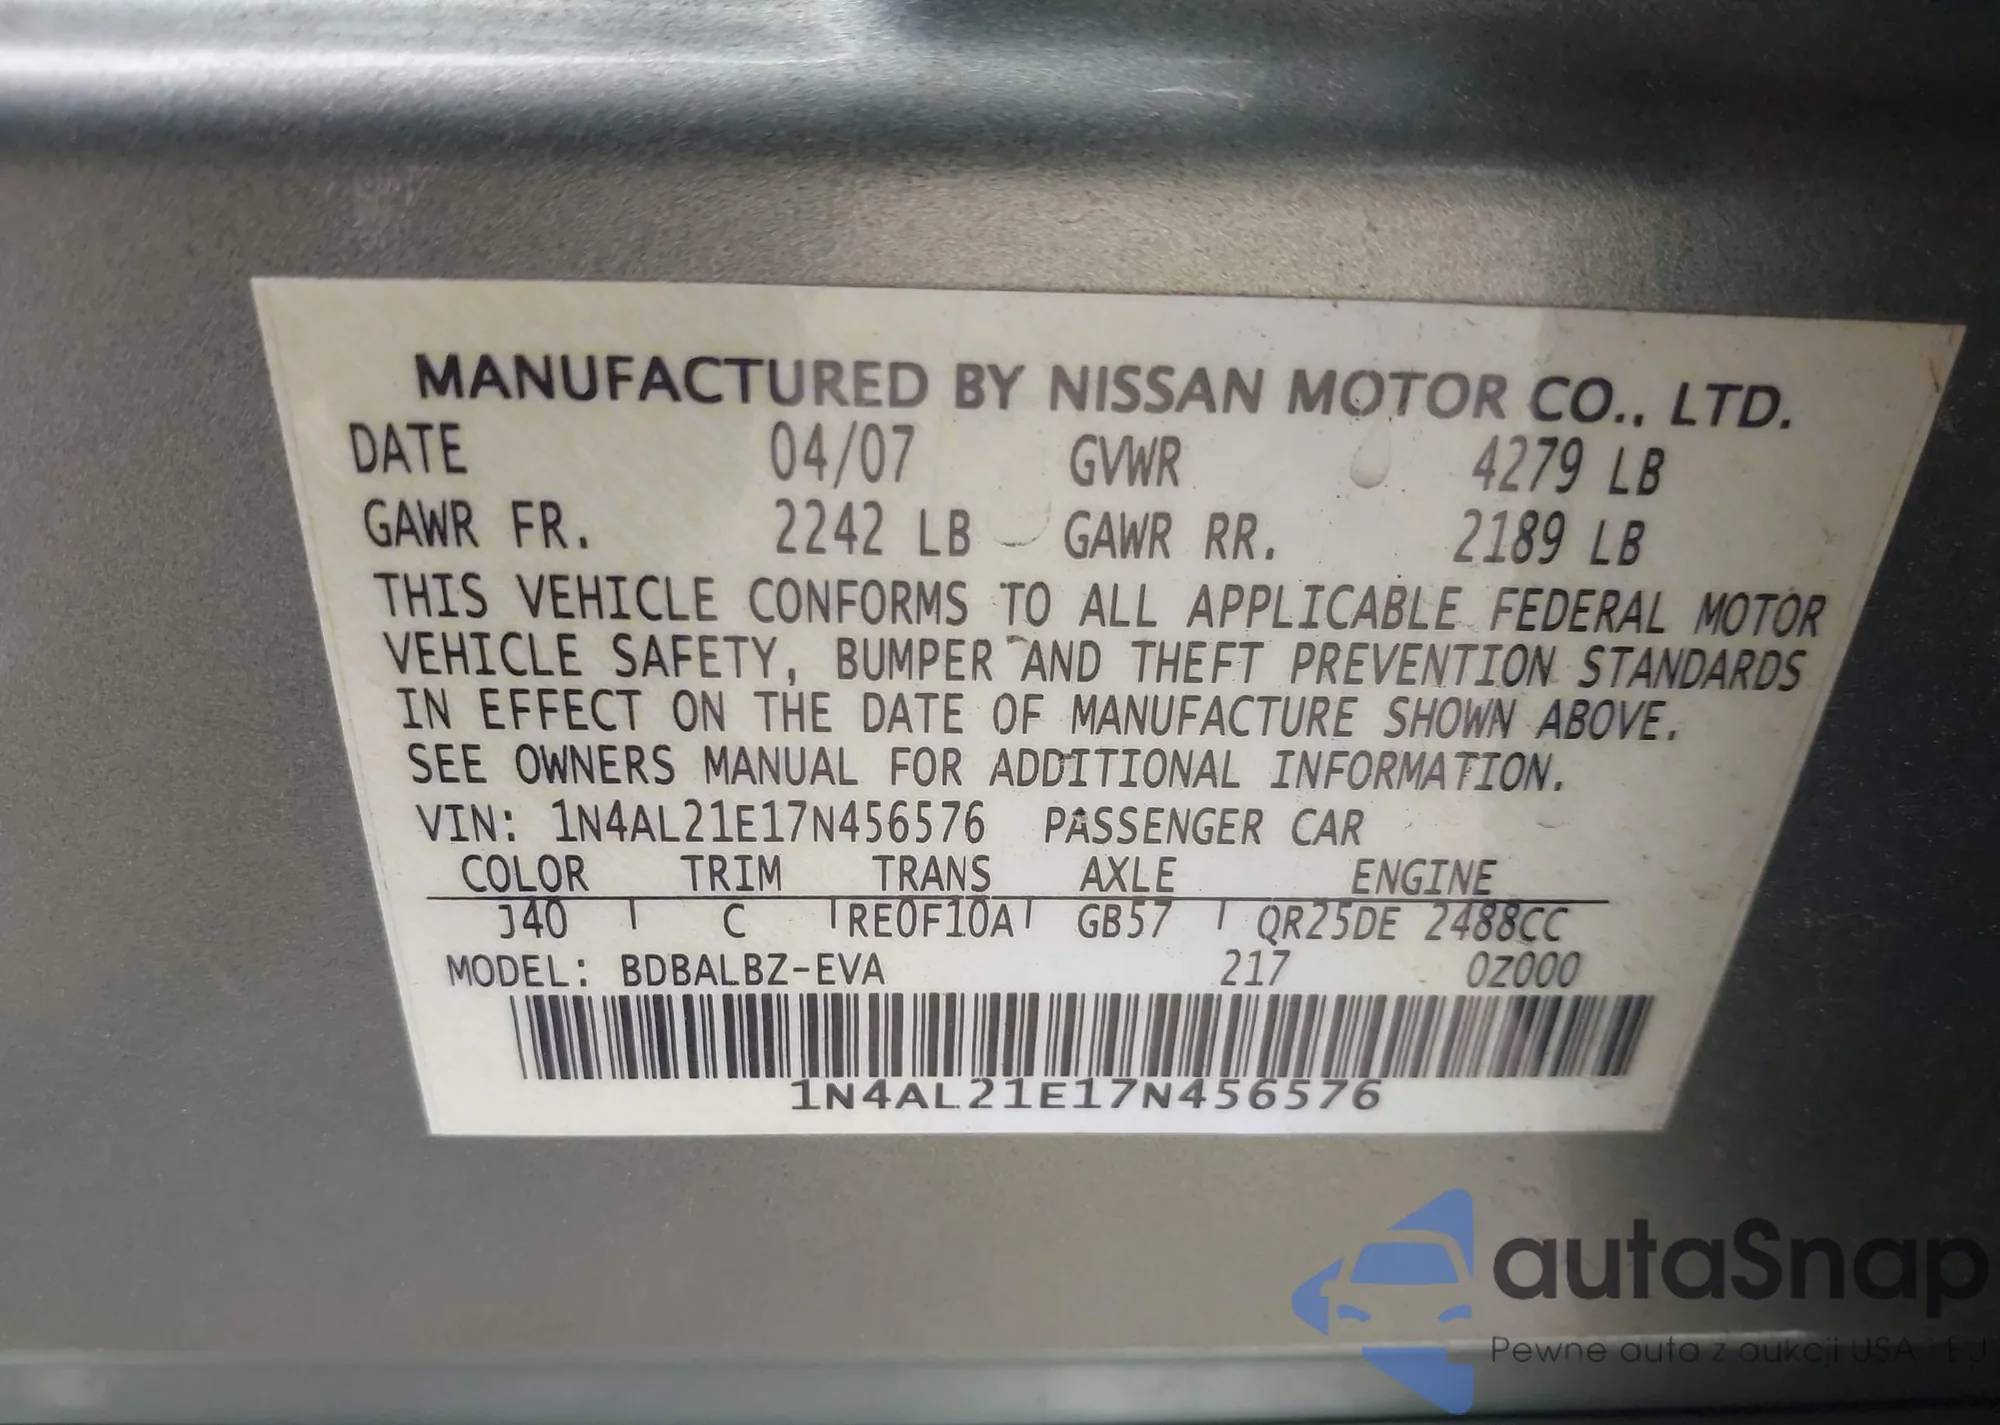 MANUFACTURED BY NISSAN MOTOR CO., LTD.
DATE 04/07 GVWR 4279 LB
GAWR FR. 2242 LB GAWR RR. 2189 LB
THIS VEHICLE CONFORMS TO ALL APPLICABLE FEDERAL MOTOR
VEHICLE SAFETY, BUMPER AND THEFT PREVENTION STANDARDS
IN EFFECT ON THE DATE OF MANUFACTURE SHOWN ABOVE.
SEE OWNERS MANUAL FOR ADDITIONAL INFORMATION.
VIN: 1N4AL21E17N456576 PASSENGER CAR
COLOR TRIM TRANS AXLE ENGINE
J40 C RE0F10A GB57 QR25DE 2488CC
MODEL: BDBALBZ-EVA 217 0Z000
1N4AL21E17N456576
autaSnap
Pewne auta z aukcji USA i EU